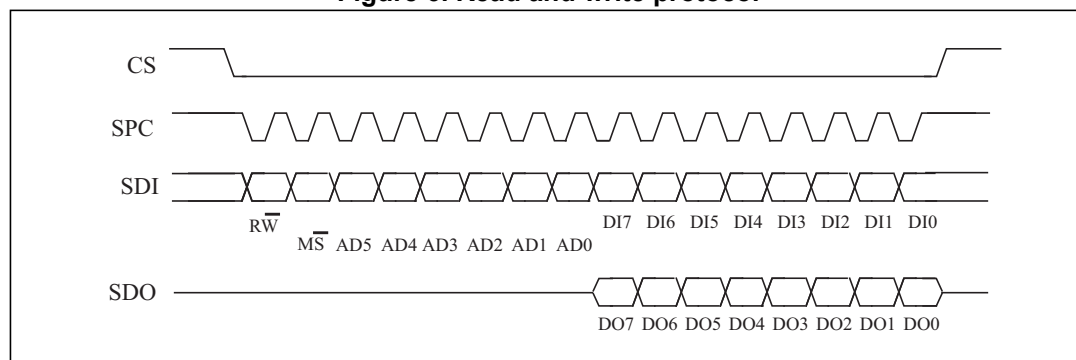 Figure 6. Read and write protocol
CS
SPC
SDI
RW
DI7 DI6 DI5 DI4 DI3 DI2 DI1 DI0
MS AD5 AD4 AD3 AD2 AD1 AD0
SDO
DO7 DO6 DO5 DO4 DO3 DO2 DO1 DO0